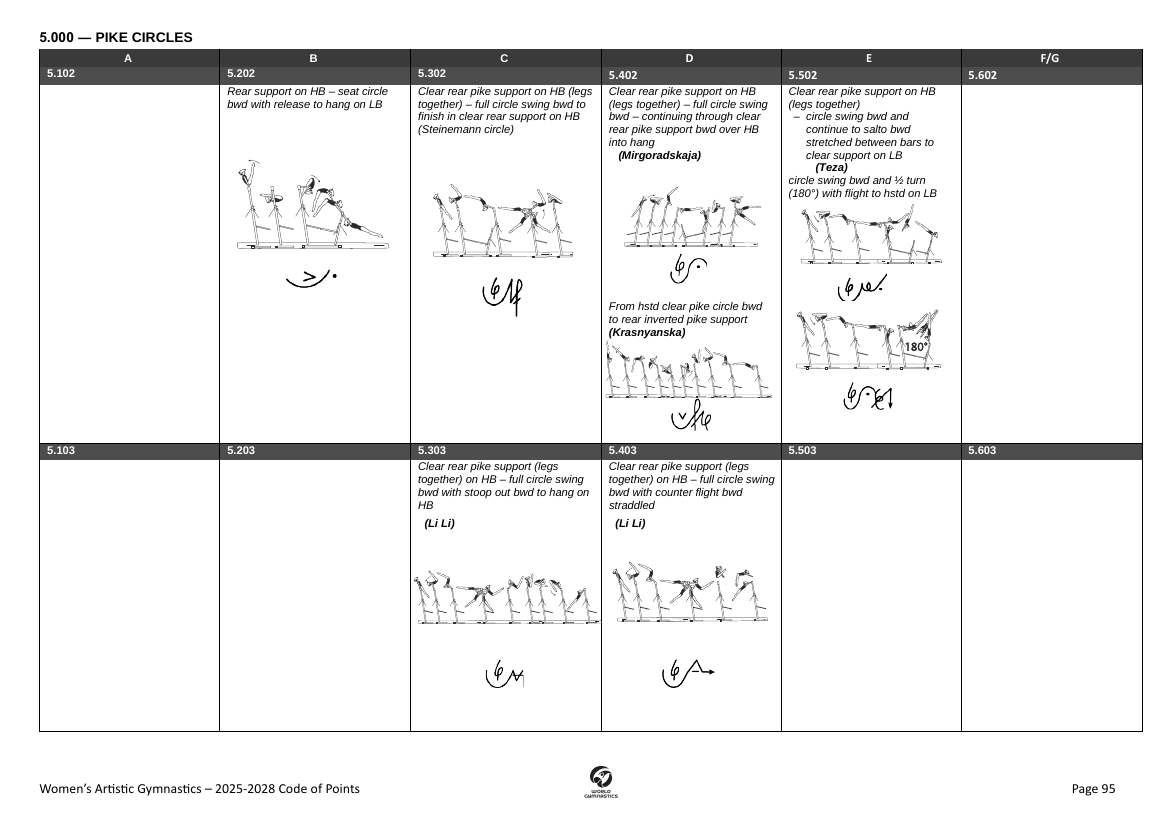 5.000 — PIKE CIRCLES
A B C D E F/G
5.102 5.202 5.302 5.402 5.502 5.602
Rear support on HB – seat circle
bwd with release to hang on LB
Clear rear pike support on HB (legs
together) – full circle swing bwd to
finish in clear rear support on HB
(Steinemann circle)
Clear rear pike support on HB
(legs together) – full circle swing
bwd – continuing through clear
rear pike support bwd over HB
into hang
(Mirgoradskaja)
From hstd clear pike circle bwd
to rear inverted pike support
(Krasnyanska)
Clear rear pike support on HB
(legs together)
– circle swing bwd and
continue to salto bwd
stretched between bars to
clear support on LB
(Teza)
circle swing bwd and ½ turn
(180°) with flight to hstd on LB
180°
5.103 5.203 5.303 5.403 5.503 5.603
Clear rear pike support (legs
together) on HB – full circle swing
bwd with stoop out bwd to hang on
HB
(Li Li)
Clear rear pike support (legs
together) on HB – full circle swing
bwd with counter flight bwd
straddled
(Li Li)
Women's Artistic Gymnastics – 2025-2028 Code of Points
WORLD
GYMNASTICS
Page 95